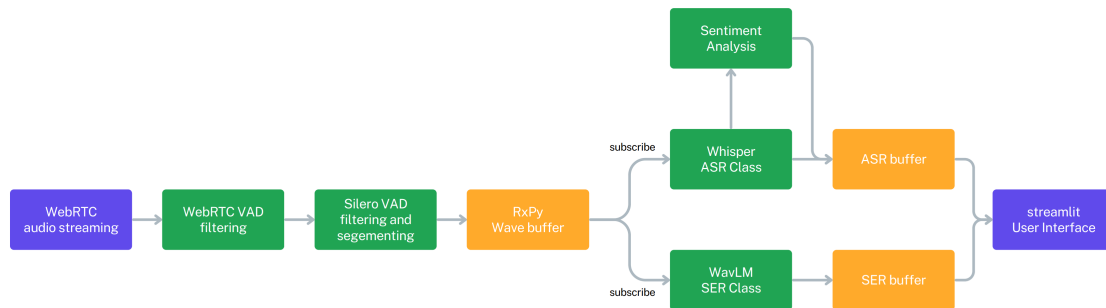 Sentiment
Analysis
subscribe
Whisper
ASR Class
ASR buffer
WebRTC
audio streaming
WebRTC VAD
filtering
Silero VAD
filtering and
segementing
RxPy
Wave buffer
streamlit
User Interface
subscribe
WavLM
SER Class
SER buffer